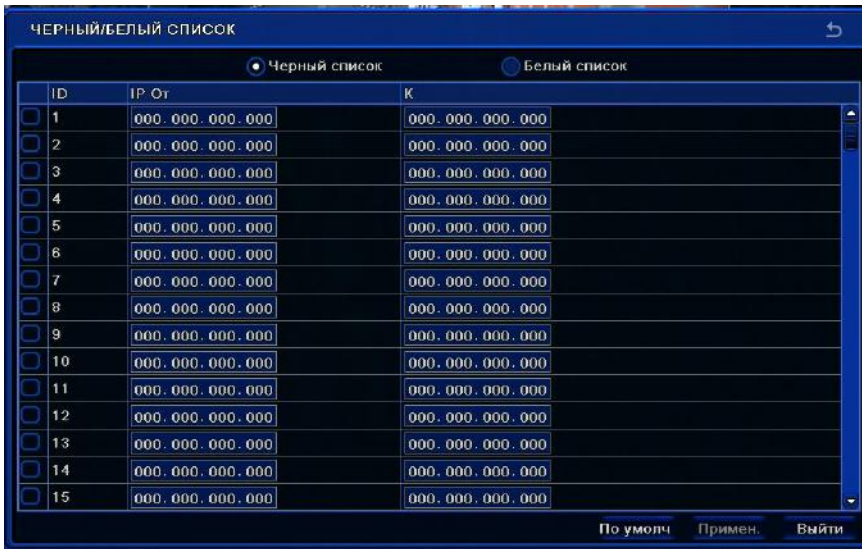 ЧЕРНЫЙ/БЕЛЫЙ СПИСОК
Черный список Белый список
ID IP От К
1 000.000.000.000 000.000.000.000
2 000.000.000.000 000.000.000.000
3 000.000.000.000 000.000.000.000
4 000.000.000.000 000.000.000.000
5 000.000.000.000 000.000.000.000
6 000.000.000.000 000.000.000.000
7 000.000.000.000 000.000.000.000
8 000.000.000.000 000.000.000.000
9 000.000.000.000 000.000.000.000
10 000.000.000.000 000.000.000.000
11 000.000.000.000 000.000.000.000
12 000.000.000.000 000.000.000.000
13 000.000.000.000 000.000.000.000
14 000.000.000.000 000.000.000.000
15 000.000.000.000 000.000.000.000
По умолч Примен. Выйти